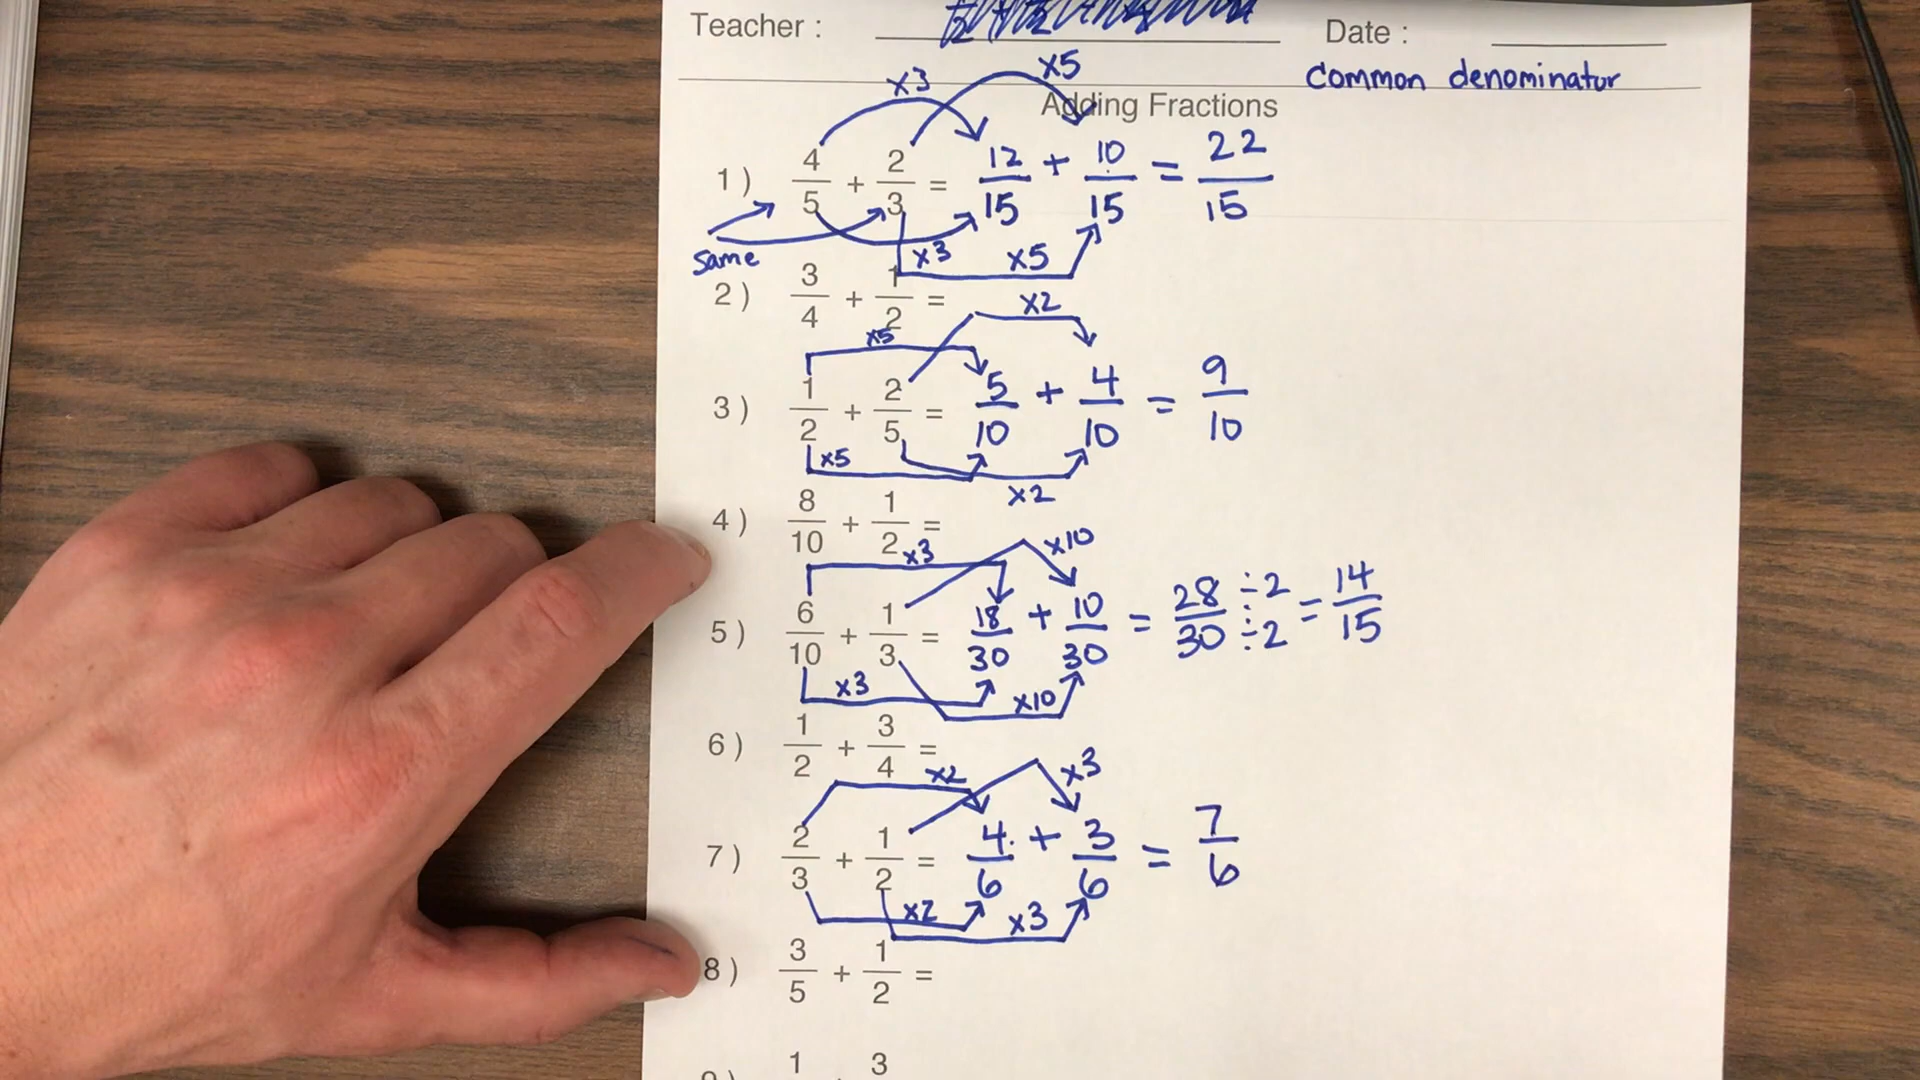 Teacher : Date :
common denominator
Adding Fractions
x3 x5
1) 4/5 + 2/3 = 12/15 + 10/15 = 22/15
same x3 x5
2) 3/4 + 1/2 =
x5 x2
3) 1/2 + 2/5 = 5/10 + 4/10 = 9/10
x5 x2
4) 8/10 + 1/2 =
x3 x10
5) 6/10 + 1/3 = 18/30 + 10/30 = 28/30 ÷2/÷2 = 14/15
x3 x10
6) 1/2 + 3/4 =
x2 x3
7) 2/3 + 1/2 = 4/6 + 3/6 = 7/6
x2 x3
8) 3/5 + 1/2 =
1 3